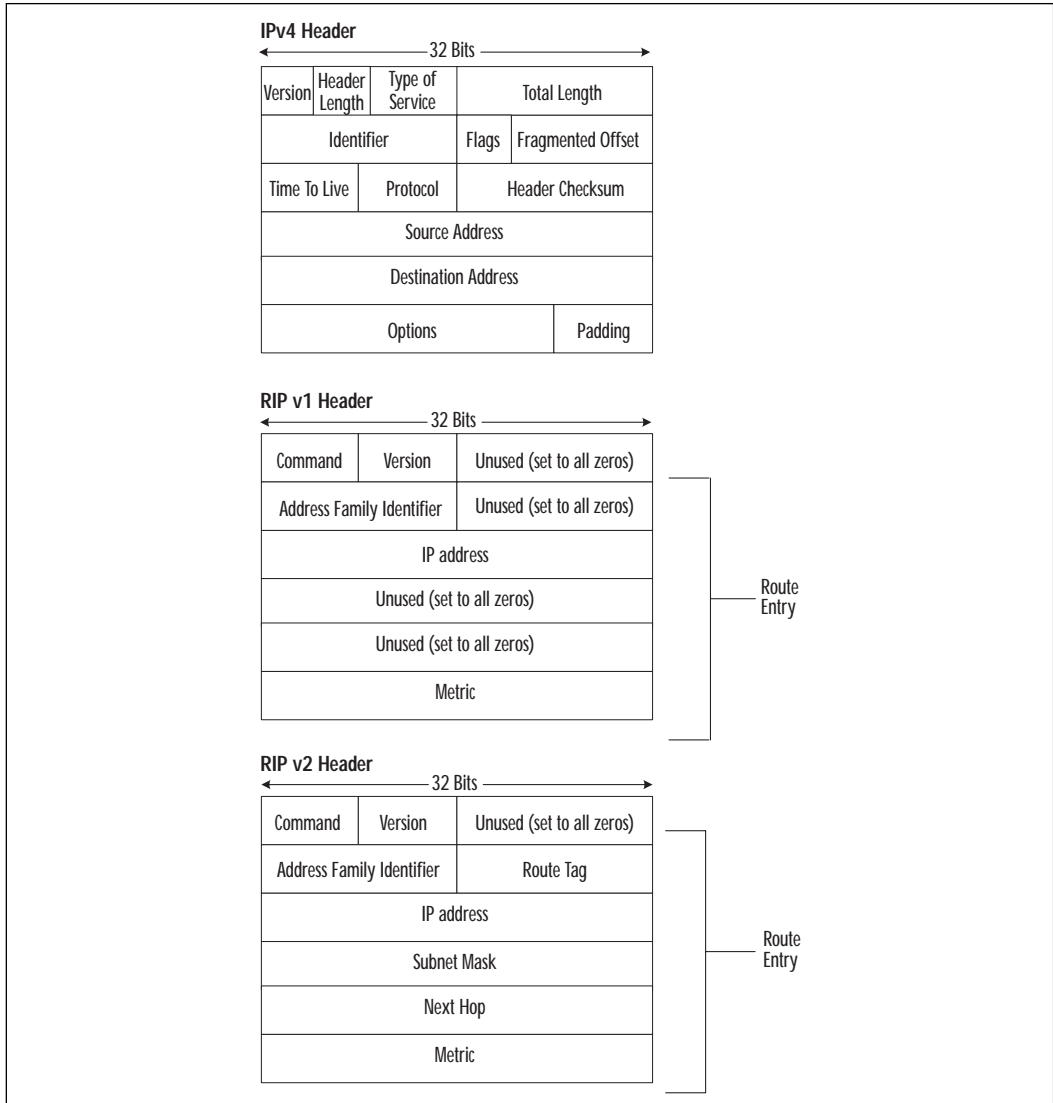 IPv4 Header
32 Bits
Version
Header
Length
Type of
Service
Total Length
Identifier
Flags
Fragmented Offset
Time To Live
Protocol
Header Checksum
Source Address
Destination Address
Options
Padding
RIP v1 Header
32 Bits
Command
Version
Unused (set to all zeros)
Address Family Identifier
Unused (set to all zeros)
IP address
Unused (set to all zeros)
Unused (set to all zeros)
Metric
Route
Entry
RIP v2 Header
32 Bits
Command
Version
Unused (set to all zeros)
Address Family Identifier
Route Tag
IP address
Subnet Mask
Next Hop
Metric
Route
Entry